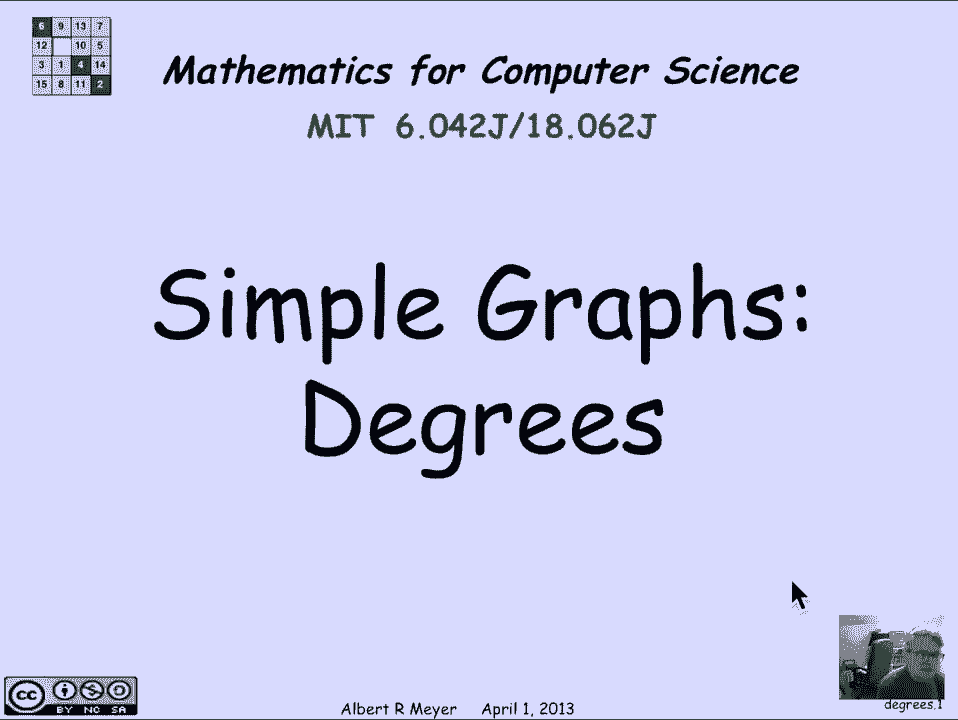 6 9 13 7
12 10 5
3 1 4 14
15 8 11 2
Mathematics for Computer Science
MIT 6.042J/18.062J
Simple Graphs:
Degrees
cc
BY NC SA
Albert R Meyer April 1, 2013
degrees.1